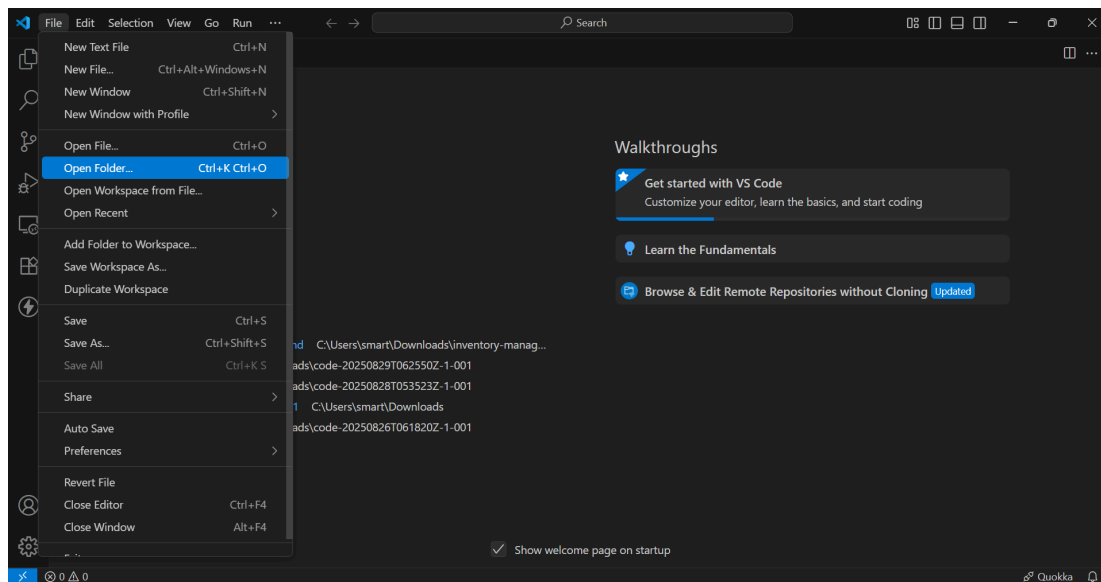 File Edit Selection View Go Run ···
Search
New Text File Ctrl+N
New File... Ctrl+Alt+Windows+N
New Window Ctrl+Shift+N
New Window with Profile
Open File... Ctrl+O
Open Folder... Ctrl+K Ctrl+O
Open Workspace from File...
Open Recent
Add Folder to Workspace...
Save Workspace As...
Duplicate Workspace
Save Ctrl+S
Save As... Ctrl+Shift+S
Save All Ctrl+K S
Share
Auto Save
Preferences
Revert File
Close Editor Ctrl+F4
Close Window Alt+F4
Walkthroughs
Get started with VS Code
Customize your editor, learn the basics, and start coding
Learn the Fundamentals
Browse & Edit Remote Repositories without Cloning Updated
nd C:\Users\smart\Downloads\inventory-manag...
ads\code-20250829T062550Z-1-001
ads\code-20250828T053523Z-1-001
1 C:\Users\smart\Downloads
ads\code-20250826T061820Z-1-001
Show welcome page on startup
0 0
Quokka